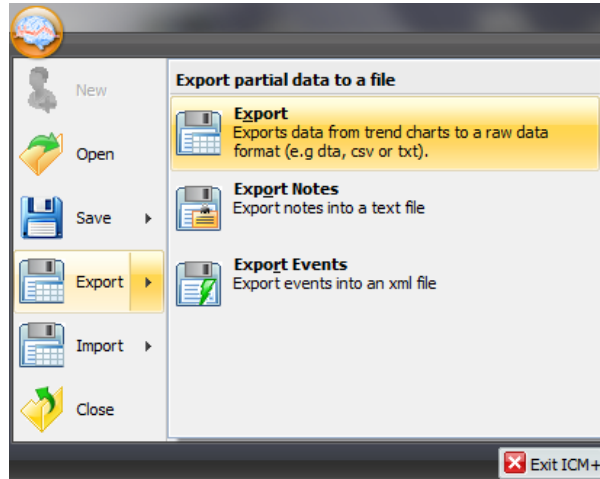 New
Open
Save
Export
Import
Close
Export partial data to a file
Export
Exports data from trend charts to a raw data
format (e.g dta, csv or txt).
Export Notes
Export notes into a text file
Export Events
Export events into an xml file
Exit ICM+